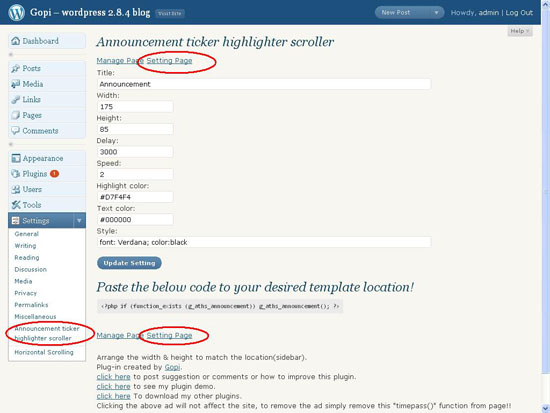 Gopi – wordpress 2.8.4 blog
Visit Site
New Post
Howdy, admin | Log Out
Help
Dashboard
Posts
Media
Links
Pages
Comments
Appearance
Plugins 1
Users
Tools
Settings
General
Writing
Reading
Discussion
Media
Privacy
Permalinks
Miscellaneous
Announcement ticker
highlighter scroller
Horizontal Scrolling
Announcement ticker highlighter scroller
Manage Page Setting Page
Title:
Announcement
Width:
175
Height:
85
Delay:
3000
Speed:
2
Highlight color:
#D7F4F4
Text color:
#000000
Style:
font: Verdana; color:black
Update Setting
Paste the below code to your desired template location!
<?php if (function_exists (g_aths_announcement)) g_aths_announcement(); ?>
Manage Page Setting Page
Arrange the width & height to match the location(sidebar).
Plug-in created by Gopi.
click here to post suggestion or comments or how to improve this plugin.
click here to see my plugin demo.
click here To download my other plugins.
Clicking the above ad will not affect the site, to remove the ad simply remove this "timepass()" function from page!!